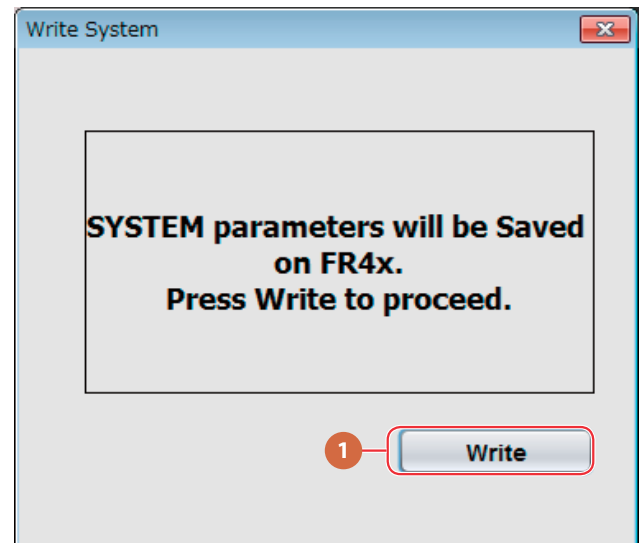 Write System
SYSTEM parameters will be Saved
on FR4x.
Press Write to proceed.
1
Write